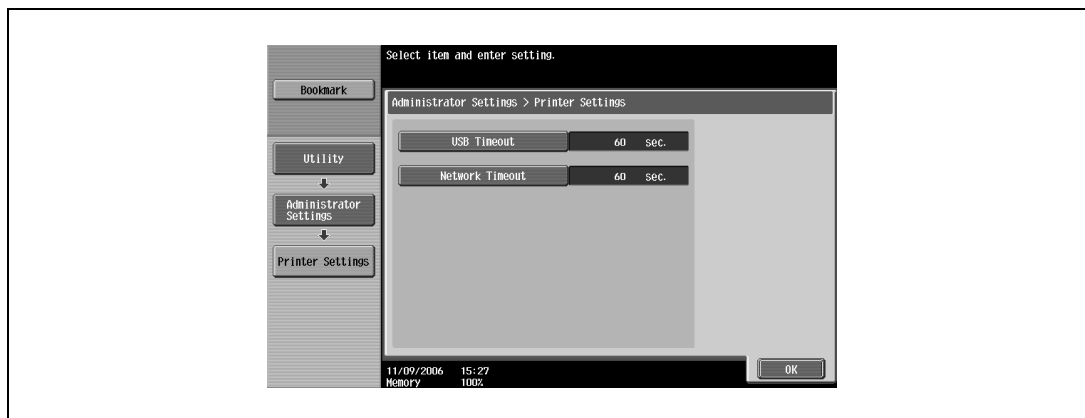 Select item and enter setting.
Bookmark
Administrator Settings > Printer Settings
USB Timeout 60 sec.
Utility
Network Timeout 60 sec.
Administrator
Settings
Printer Settings
11/09/2006 15:27
Memory 100%
OK